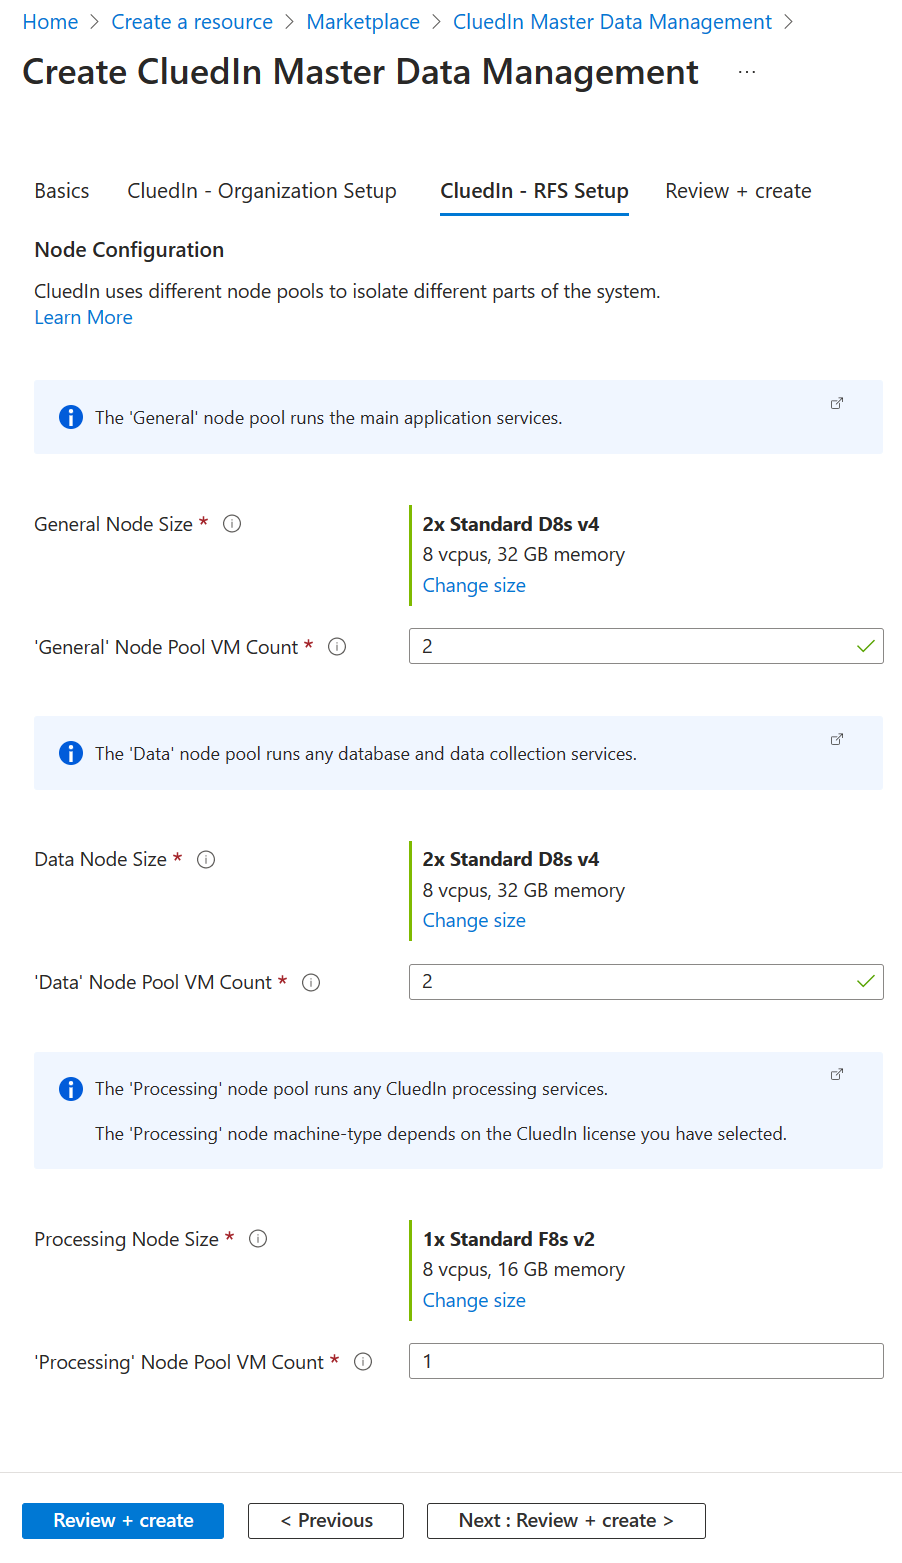 Home > Create a resource > Marketplace > CluedIn Master Data Management >
Create CluedIn Master Data Management ...
Basics CluedIn - Organization Setup CluedIn - RFS Setup Review + create
Node Configuration
CluedIn uses different node pools to isolate different parts of the system.
Learn More
The 'General' node pool runs the main application services.
General Node Size *
2x Standard D8s v4
8 vcpus, 32 GB memory
Change size
'General' Node Pool VM Count *
2
The 'Data' node pool runs any database and data collection services.
Data Node Size *
2x Standard D8s v4
8 vcpus, 32 GB memory
Change size
'Data' Node Pool VM Count *
2
The 'Processing' node pool runs any CluedIn processing services.
The 'Processing' node machine-type depends on the CluedIn license you have selected.
Processing Node Size *
1x Standard F8s v2
8 vcpus, 16 GB memory
Change size
'Processing' Node Pool VM Count *
1
Review + create
< Previous
Next : Review + create >